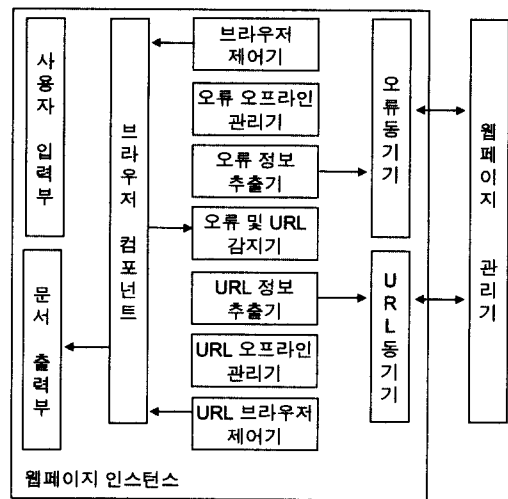 사용자 입력부
문서 출력부
브라우저 컴포넌트
브라우저
제어기
오류 오프라인
관리기
오류 정보
추출기
오류 및 URL
감지기
URL 정보
추출기
URL 오프라인
관리기
URL 브라우저
제어기
오류동기기
URL동기기
웹페이지 관리기
웹페이지 인스턴스